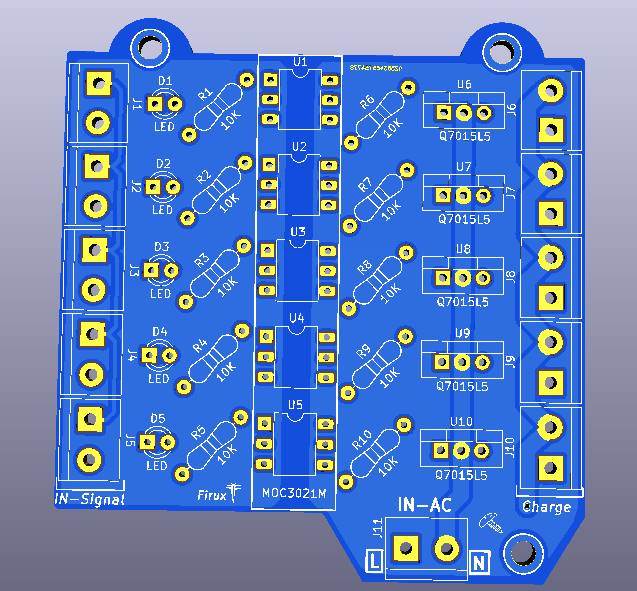 U1
D1
J1
LED
R1
10K
R6
10K
U6
Q7015L5
J6
U2
D2
J2
LED
R2
10K
R7
10K
U7
Q7015L5
J7
U3
D3
J3
LED
R3
10K
R8
10K
U8
Q7015L5
J8
U4
D4
J4
LED
R4
10K
R9
10K
U9
Q7015L5
J9
U5
D5
J5
LED
R5
10K
R10
10K
U10
Q7015L5
J10
IN-Signal
Firux
MOC3021M
IN-AC
Charge
J11
L
N